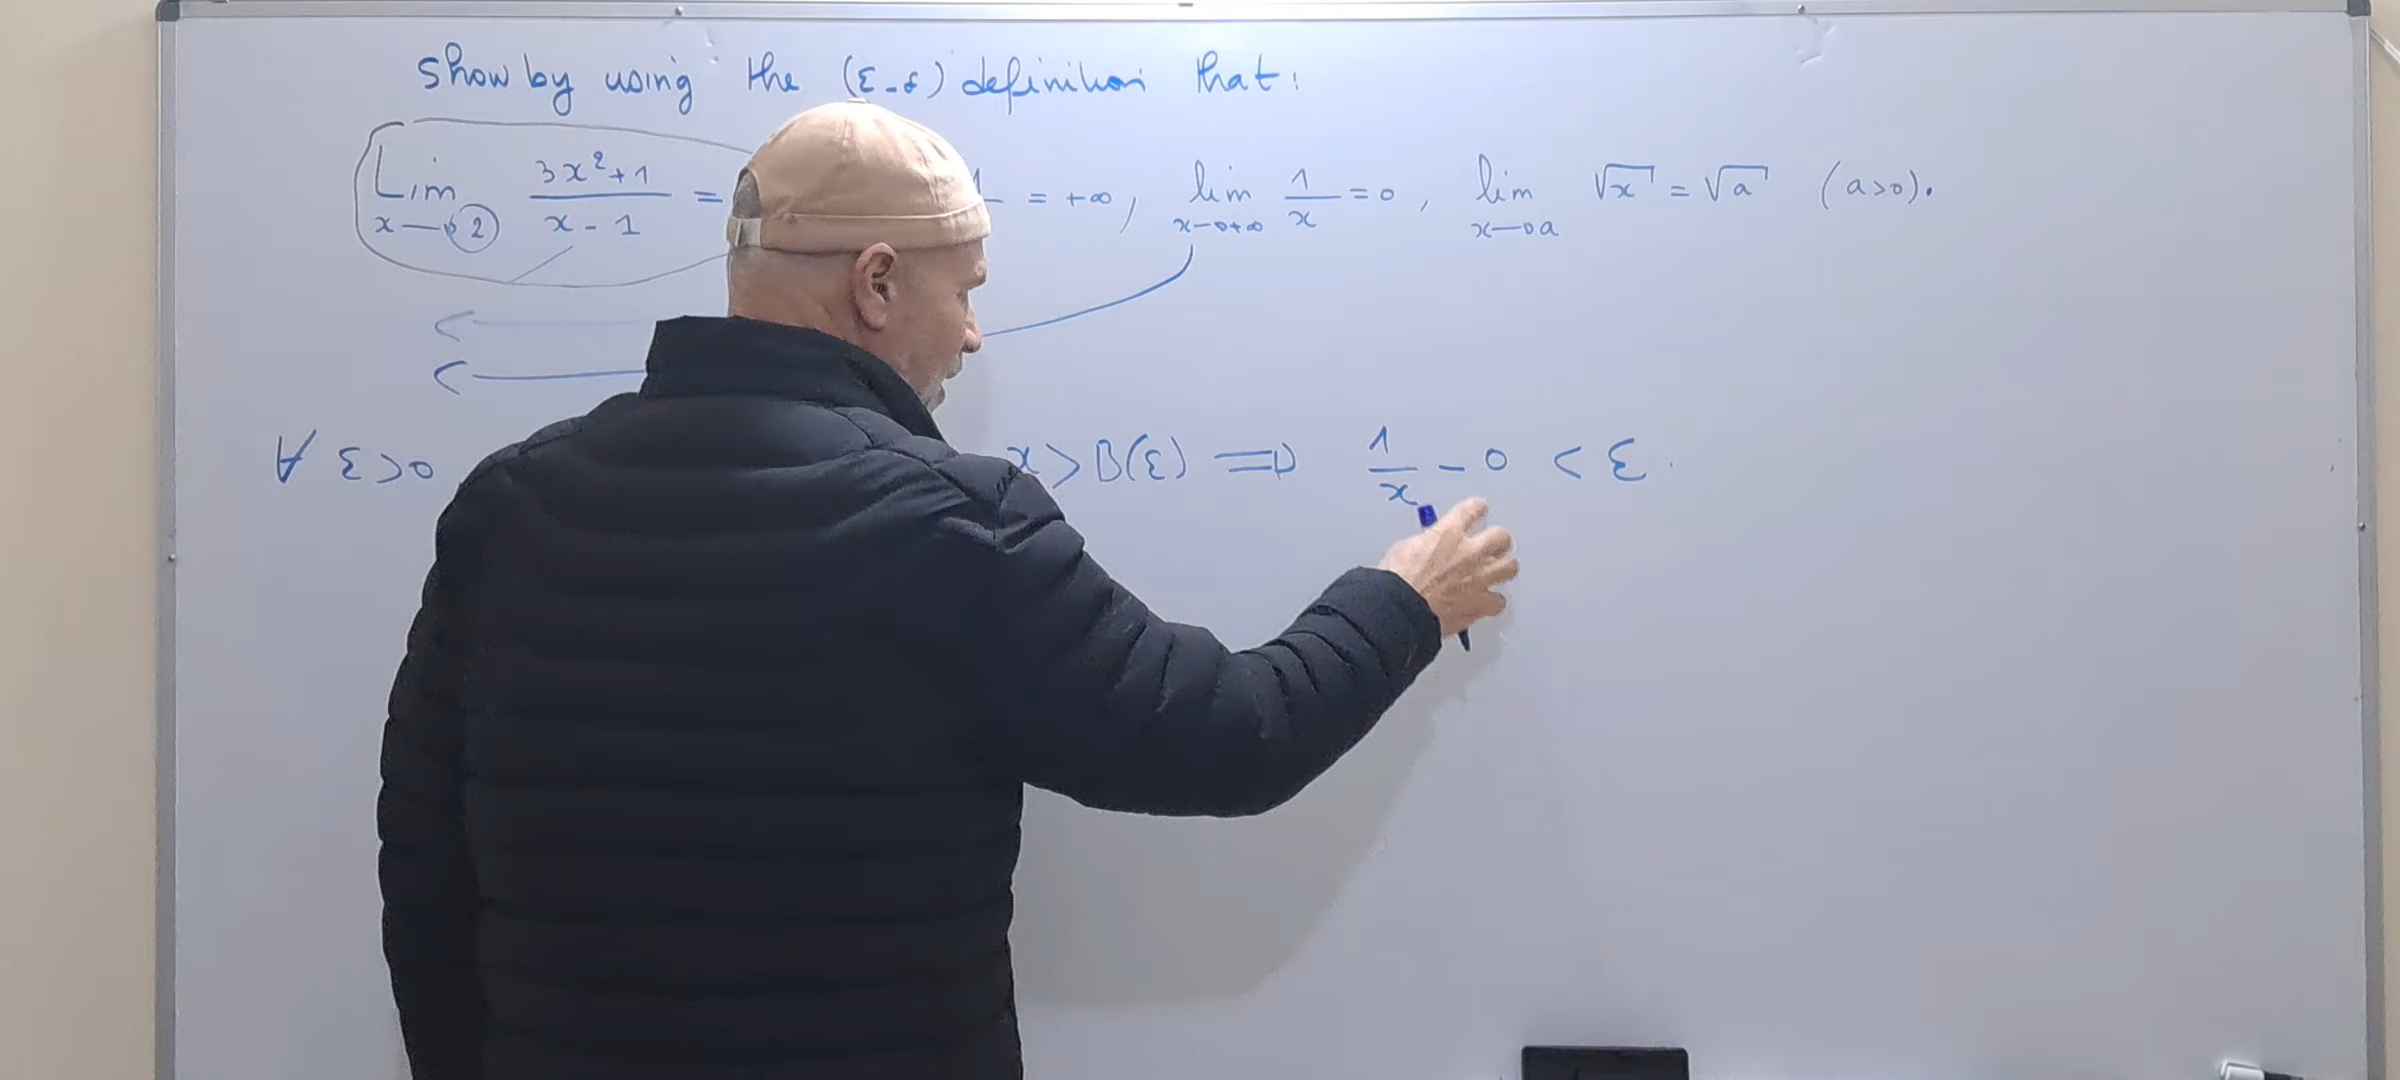 Show by using the (ε-δ) definition that:
Lim x→2 (3x²+1)/(x-1) = 1/ = +∞, lim x→+∞ 1/x = 0, lim x→a √x = √a (a>0).
∀ ε>0 x > B(ε) ⇒ 1/x - 0 < ε.